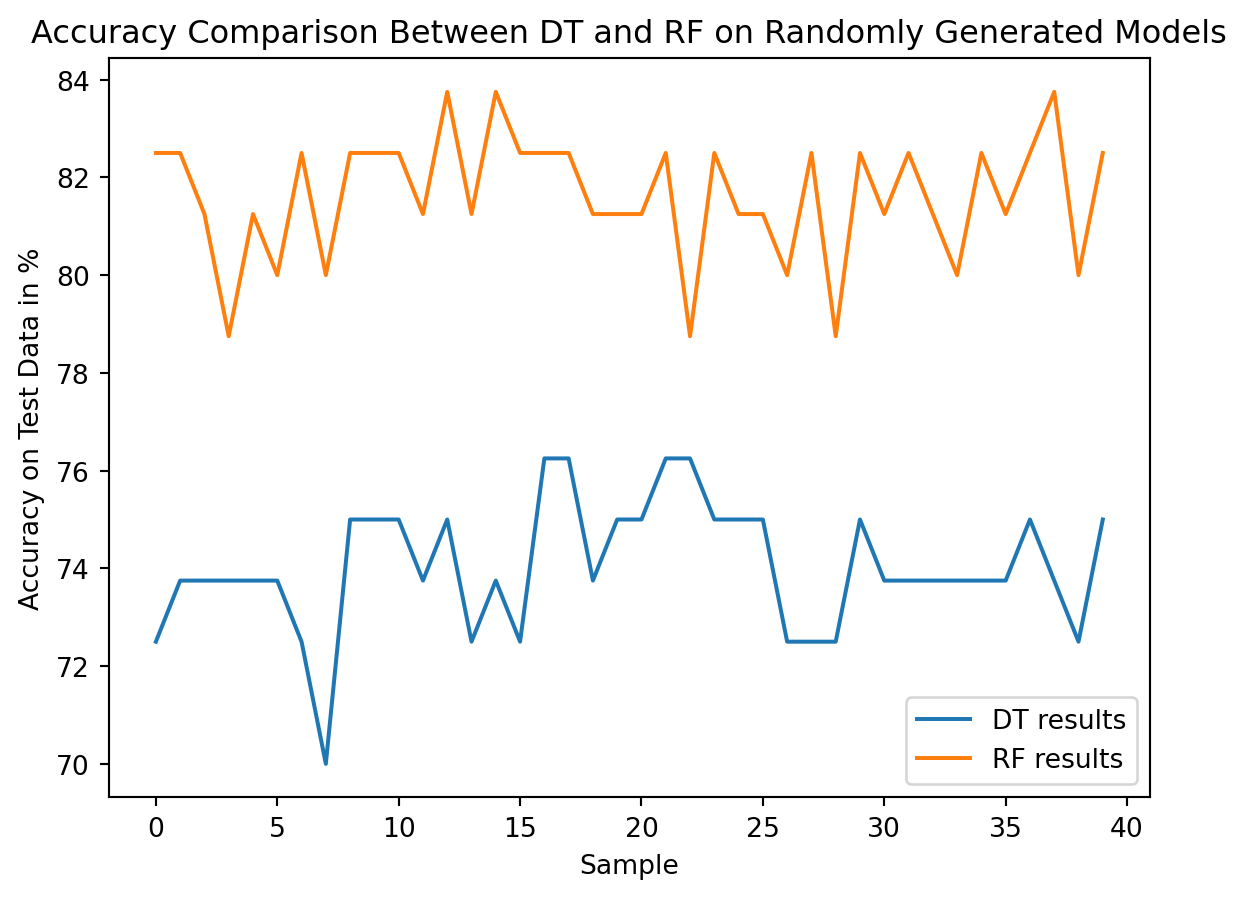 Accuracy Comparison Between DT and RF on Randomly Generated Models
Accuracy on Test Data in %
84
82
80
78
76
74
72
70
0 5 10 15 20 25 30 35 40
Sample
DT results
RF results